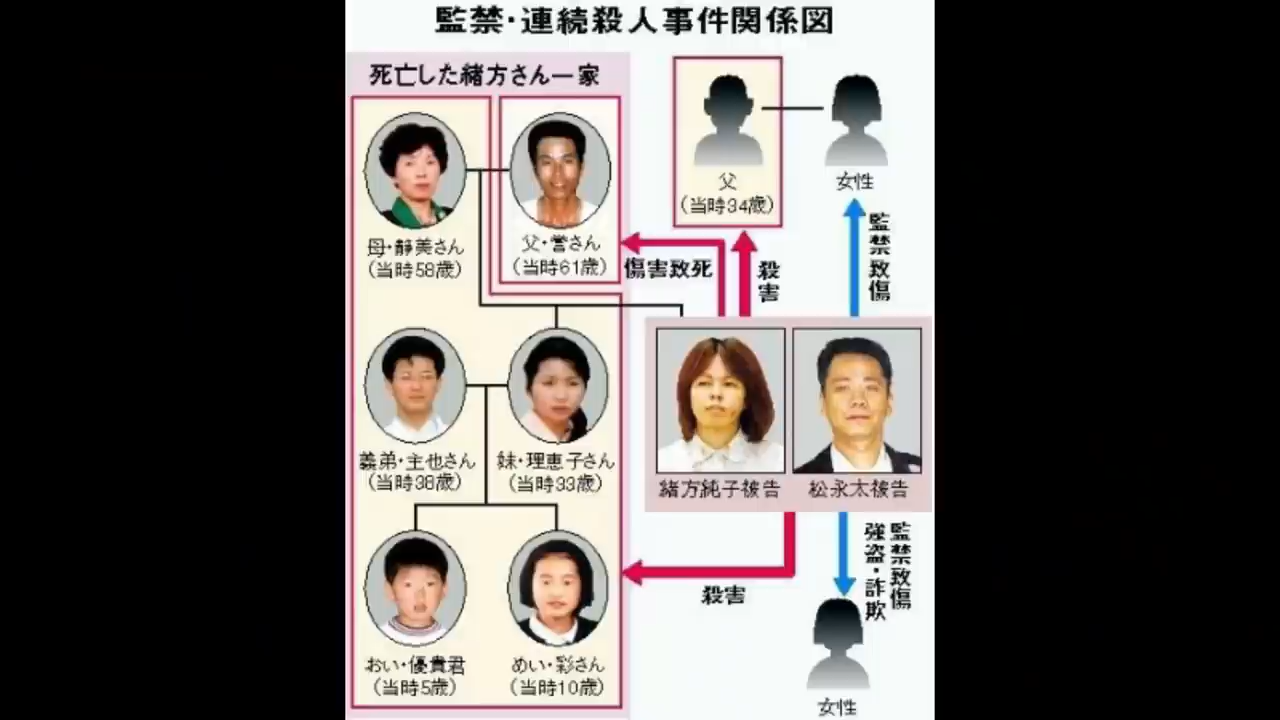 監禁・連続殺人事件関係図
死亡した緒方さん一家
母・静美さん
(当時58歳)
父・誉さん
(当時61歳)
父
(当時34歳)
女性
傷害致死
殺害
監禁致傷
義弟・主也さん
(当時38歳)
妹・理恵子さん
(当時33歳)
緒方純子被告
松永太被告
殺害
監禁致傷
強盗・詐欺
おい・優貴君
(当時5歳)
めい・彩さん
(当時10歳)
女性